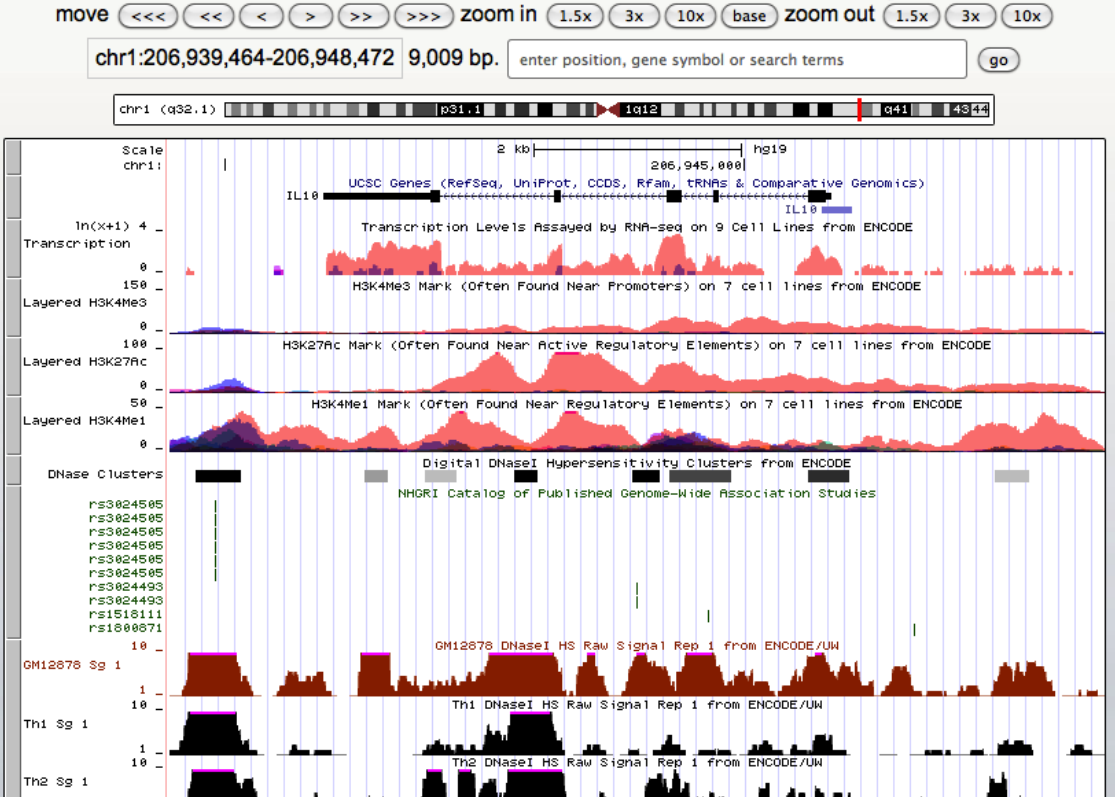 move <<< << < > >> >>> zoom in 1.5x 3x 10x base zoom out 1.5x 3x 10x
chr1:206,939,464-206,948,472 9,009 bp. enter position, gene symbol or search terms go
chr1 (q32.1) p31.1 1q12 q41 43 44
Scale 2 kb hg19
chr1: 206,945,000
UCSC Genes (RefSeq, UniProt, CCDS, Rfam, tRNAs & Comparative Genomics)
IL10
IL10
ln(x+1) 4 _ Transcription Levels Assayed by RNA-seq on 9 Cell Lines from ENCODE
Transcription
0 _
150 _ H3K4Me3 Mark (Often Found Near Promoters) on 7 cell lines from ENCODE
Layered H3K4Me3
0 _
100 _ H3K27Ac Mark (Often Found Near Active Regulatory Elements) on 7 cell lines from ENCODE
Layered H3K27Ac
0 _
50 _ H3K4Me1 Mark (Often Found Near Regulatory Elements) on 7 cell lines from ENCODE
Layered H3K4Me1
0 _
Digital DNaseI Hypersensitivity Clusters from ENCODE
DNase Clusters
NHGRI Catalog of Published Genome-Wide Association Studies
rs3024505
rs3024505
rs3024505
rs3024505
rs3024505
rs3024505
rs3024493
rs3024493
rs1518111
rs1800871
10 _ GM12878 DNaseI HS Raw Signal Rep 1 from ENCODE/UW
GM12878 Sg 1
1 _
10 _ Th1 DNaseI HS Raw Signal Rep 1 from ENCODE/UW
Th1 Sg 1
1 _
10 _ Th2 DNaseI HS Raw Signal Rep 1 from ENCODE/UW
Th2 Sg 1